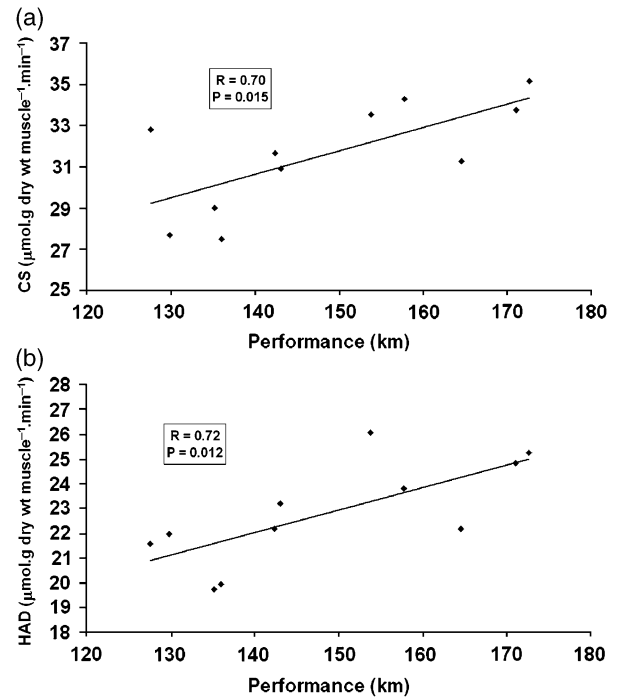 (a)
37
35
33
31
29
27
25
CS (μmol.g dry wt muscle⁻¹.min⁻¹)
R = 0.70
P = 0.015
120 130 140 150 160 170 180
Performance (km)
(b)
28
27
26
25
24
23
22
21
20
19
18
HAD (μmol.g dry wt muscle⁻¹.min⁻¹)
R = 0.72
P = 0.012
120 130 140 150 160 170 180
Performance (km)